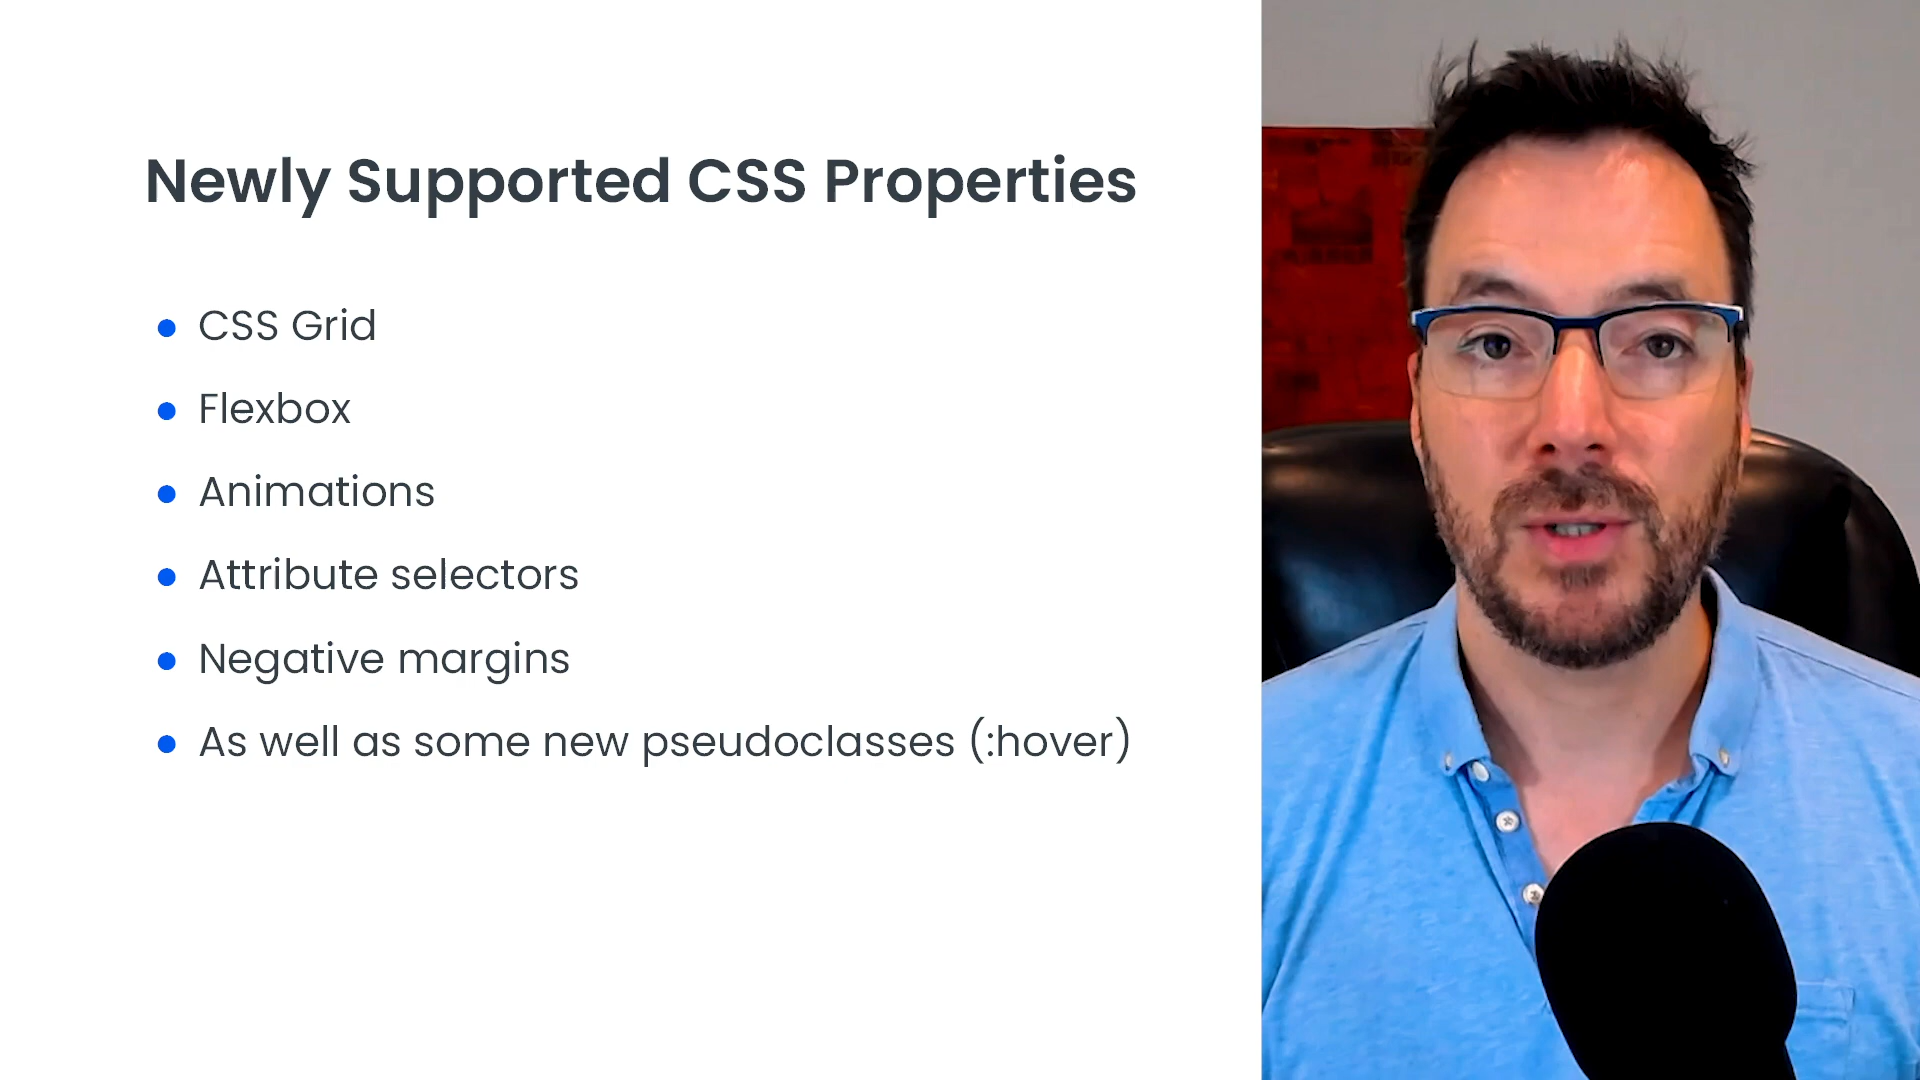 Newly Supported CSS Properties
CSS Grid
Flexbox
Animations
Attribute selectors
Negative margins
As well as some new pseudoclasses (:hover)